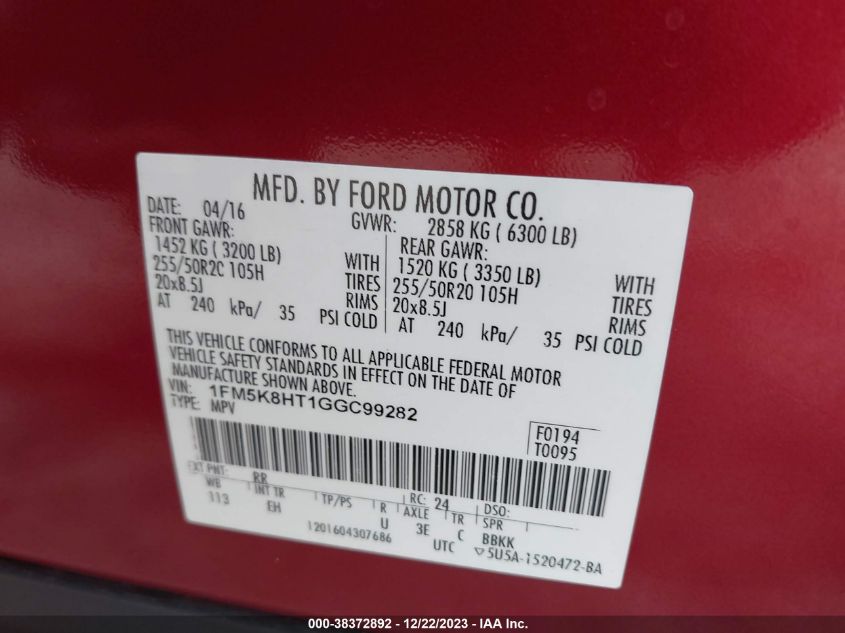 MFD. BY FORD MOTOR CO.
DATE: 04/16 GVWR: 2858 KG ( 6300 LB)
FRONT GAWR: REAR GAWR:
1452 KG ( 3200 LB) WITH 1520 KG ( 3350 LB) WITH
255/50R2C 105H TIRES 255/50R20 105H TIRES
20x8.5J RIMS 20x8.5J RIMS
AT 240 kPa/ 35 PSI COLD AT 240 kPa/ 35 PSI COLD
THIS VEHICLE CONFORMS TO ALL APPLICABLE FEDERAL MOTOR
VEHICLE SAFETY STANDARDS IN EFFECT ON THE DATE OF
MANUFACTURE SHOWN ABOVE.
VIN: 1FM5K8HT1GGC99282
TYPE: MPV
F0194
T0095
EXT PNT: RR RC: 24 DSO:
WB INT TR TP/PS R AXLE TR SPR
113 EH U 3E C BBKK
1201604307686 UTC ▽5U5A-1520472-BA
000-38372892 - 12/22/2023 - IAA Inc.